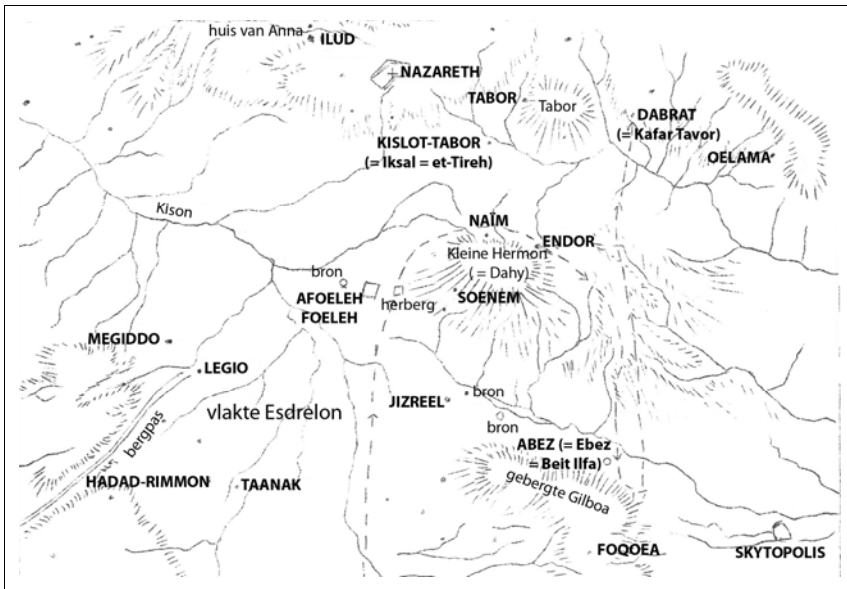 huis van Anna
ILUD
NAZARETH
TABOR
Tabor
DABRAT
(= Kafar Tavor)
KISLOT-TABOR
(= Iksal = et-Tireh)
OELAMA
Kison
NAÏM
ENDOR
Kleine Hermon
(= Dahy)
bron
AFOELEH
FOELEH
herberg
SOENEM
MEGIDDO
LEGIO
JIZREEL
bron
bron
vlakte Esdrelon
bergpas
ABEZ (= Ebez
= Beit Ilfa)
gebergte Gilboa
HADAD-RIMMON
TAANAK
FOQOEA
SKYTOPOLIS